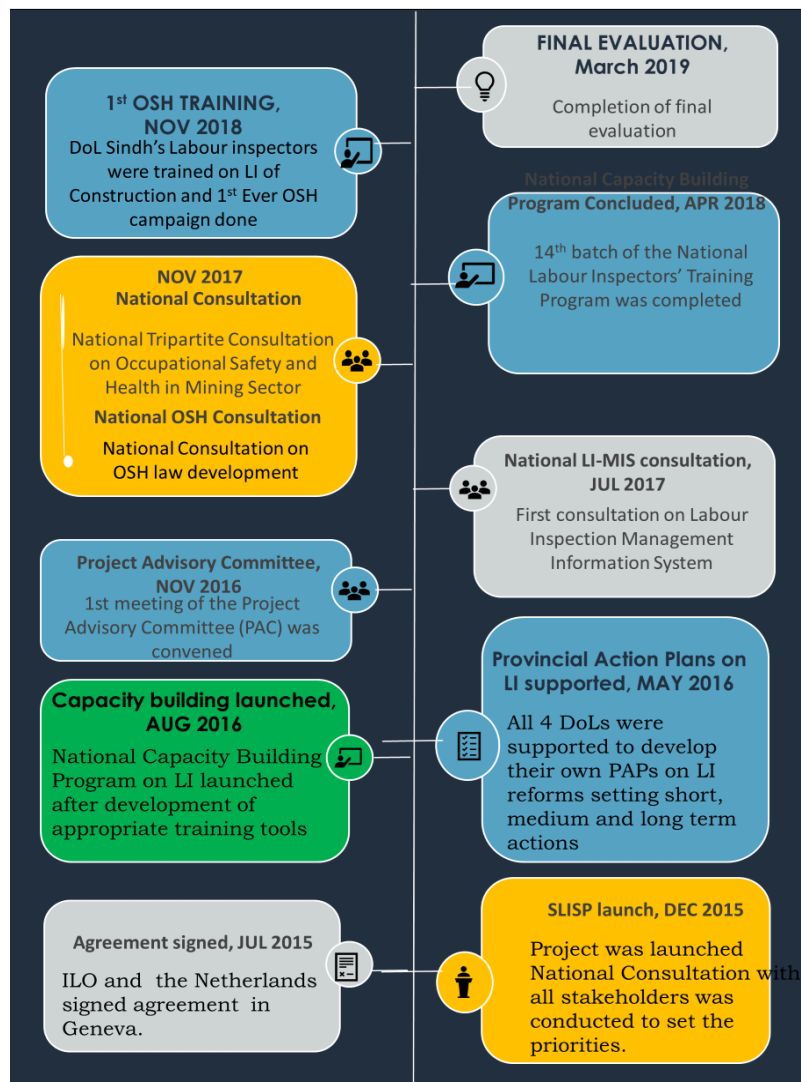 FINAL EVALUATION,
March 2019
Completion of final
evaluation
1st OSH TRAINING,
NOV 2018
DoL Sindh’s Labour inspectors
were trained on LI of
Construction and 1st Ever OSH
campaign done
National Capacity Building
Program Concluded, APR 2018
14th batch of the National
Labour Inspectors’ Training
Program was completed
NOV 2017
National Consultation
National Tripartite Consultation
on Occupational Safety and
Health in Mining Sector
National OSH Consultation
National Consultation on
OSH law development
National LI-MIS consultation,
JUL 2017
First consultation on Labour
Inspection Management
Information System
Project Advisory Committee,
NOV 2016
1st meeting of the Project
Advisory Committee (PAC) was
convened
Provincial Action Plans on
LI supported, MAY 2016
All 4 DoLs were
supported to develop
their own PAPs on LI
reforms setting short,
medium and long term
actions
Capacity building launched,
AUG 2016
National Capacity Building
Program on LI launched
after development of
appropriate training tools
SLISP launch, DEC 2015
Project was launched
National Consultation with
all stakeholders was
conducted to set the
priorities.
Agreement signed, JUL 2015
ILO and the Netherlands
signed agreement in
Geneva.